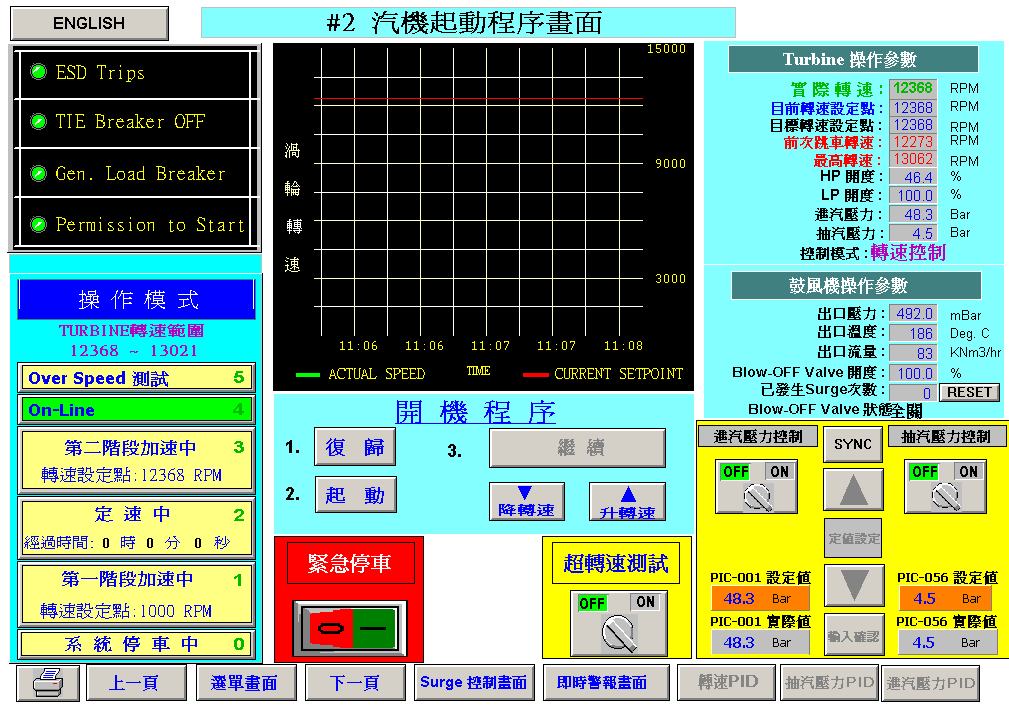 ENGLISH
#2 汽機起動程序畫面
ESD Trips
TIE Breaker OFF
Gen. Load Breaker
Permission to Start
操 作 模 式
TURBINE轉速範圍
12368 ~ 13021
Over Speed 測試 5
On-Line 4
第二階段加速中 3
轉速設定點:12368 RPM
定 速 中 2
經過時間: 0 時 0 分 0 秒
第一階段加速中 1
轉速設定點:1000 RPM
系 統 停 車 中 0
15000
9000
3000
渦輪轉速
11:06 11:06 11:07 11:07 11:08
ACTUAL SPEED TIME CURRENT SETPOINT
開 機 程 序
1. 復 歸
2. 起 動
3. 繼 續
降轉速
升轉速
緊急停車
超轉速測試
OFF ON
Turbine 操作參數
實 際 轉 速 : 12368 RPM
目前轉速設定點 : 12368 RPM
目標轉速設定點 : 12368 RPM
前次跳車轉速 : 12273 RPM
最高轉速 : 13062 RPM
HP 開度 : 46.4 %
LP 開度 : 100.0 %
進汽壓力 : 48.3 Bar
抽汽壓力 : 4.5 Bar
控制模式 : 轉速控制
鼓風機操作參數
出口壓力 : 492.0 mBar
出口溫度 : 186 Deg. C
出口流量 : 83 KNm3/hr
Blow-OFF Valve 開度 : 100.0 %
已發生Surge次數 : 0 RESET
Blow-OFF Valve 狀態 全關
進汽壓力控制
OFF ON
SYNC
抽汽壓力控制
OFF ON
定值設定
輸入確認
PIC-001 設定值
48.3 Bar
PIC-001 實際值
48.3 Bar
PIC-056 設定值
4.5 Bar
PIC-056 實際值
4.5 Bar
上一頁
選單畫面
下一頁
Surge 控制畫面
即時警報畫面
轉速PID
抽汽壓力PID
進汽壓力PID